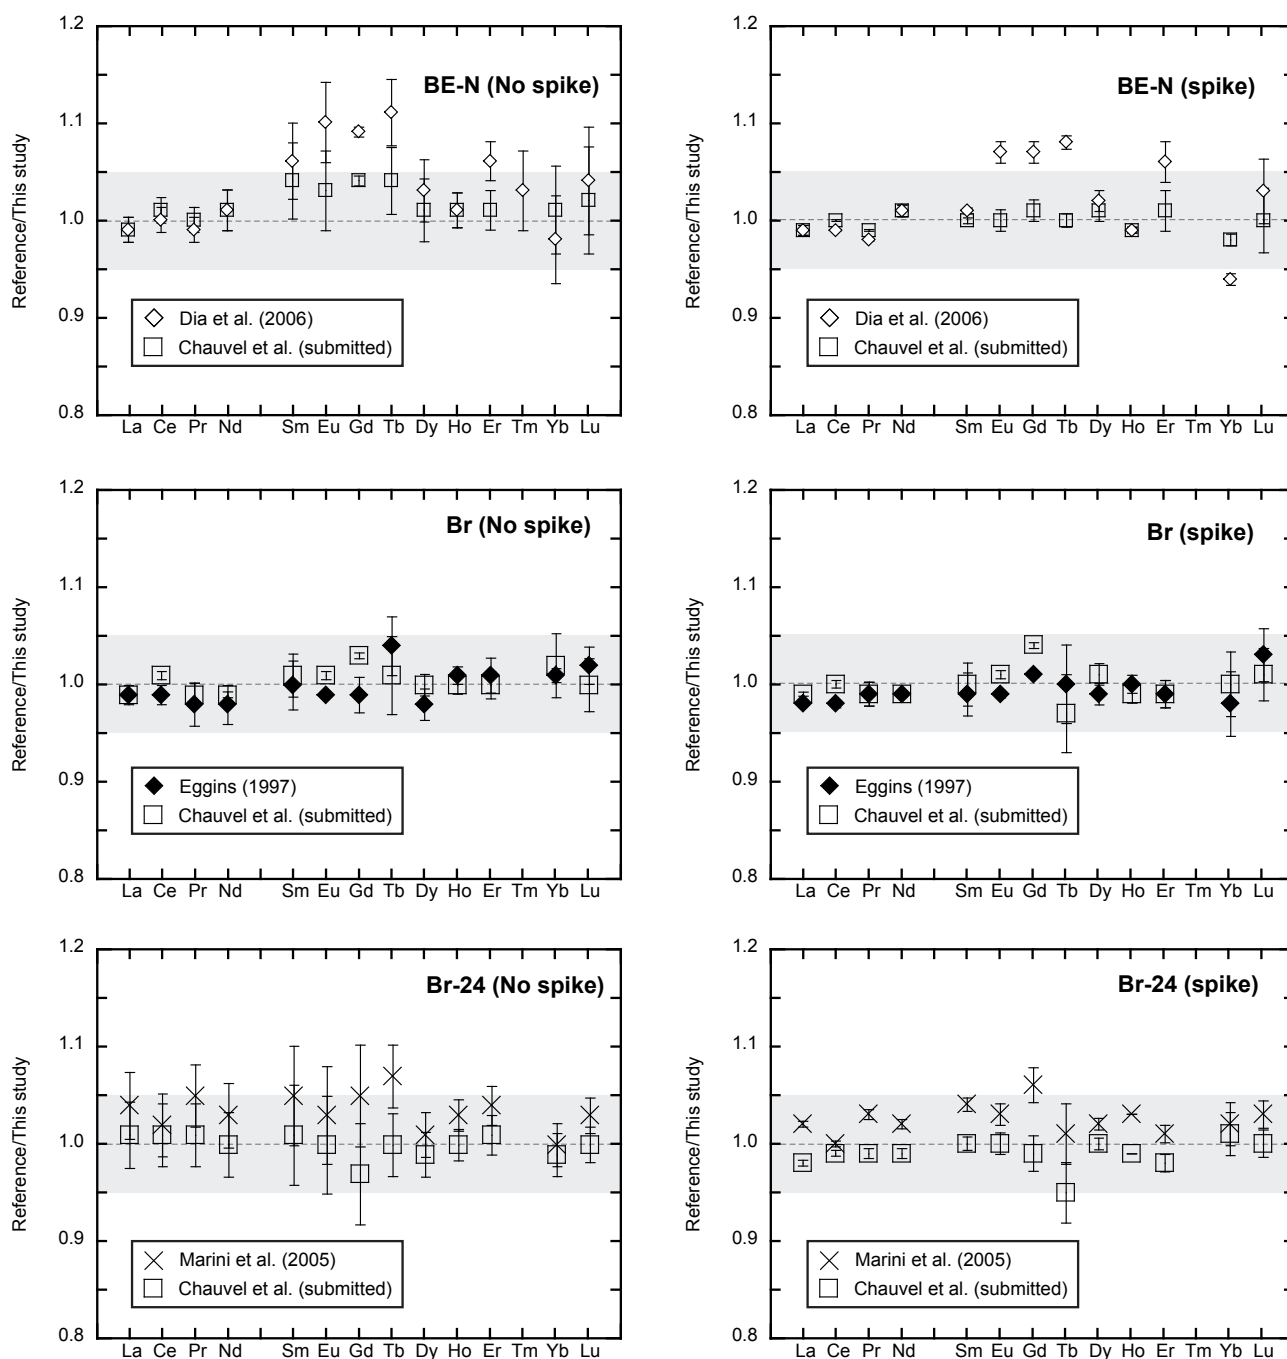 BE-N (No spike)
Reference/This study
1.2
1.1
1.0
0.9
0.8
Dia et al. (2006)
Chauvel et al. (submitted)
La Ce Pr Nd Sm Eu Gd Tb Dy Ho Er Tm Yb Lu
BE-N (spike)
Reference/This study
1.2
1.1
1.0
0.9
0.8
Dia et al. (2006)
Chauvel et al. (submitted)
La Ce Pr Nd Sm Eu Gd Tb Dy Ho Er Tm Yb Lu
Br (No spike)
Reference/This study
1.2
1.1
1.0
0.9
0.8
Eggins (1997)
Chauvel et al. (submitted)
La Ce Pr Nd Sm Eu Gd Tb Dy Ho Er Tm Yb Lu
Br (spike)
Reference/This study
1.2
1.1
1.0
0.9
0.8
Eggins (1997)
Chauvel et al. (submitted)
La Ce Pr Nd Sm Eu Gd Tb Dy Ho Er Tm Yb Lu
Br-24 (No spike)
Reference/This study
1.2
1.1
1.0
0.9
0.8
Marini et al. (2005)
Chauvel et al. (submitted)
La Ce Pr Nd Sm Eu Gd Tb Dy Ho Er Tm Yb Lu
Br-24 (spike)
Reference/This study
1.2
1.1
1.0
0.9
0.8
Marini et al. (2005)
Chauvel et al. (submitted)
La Ce Pr Nd Sm Eu Gd Tb Dy Ho Er Tm Yb Lu